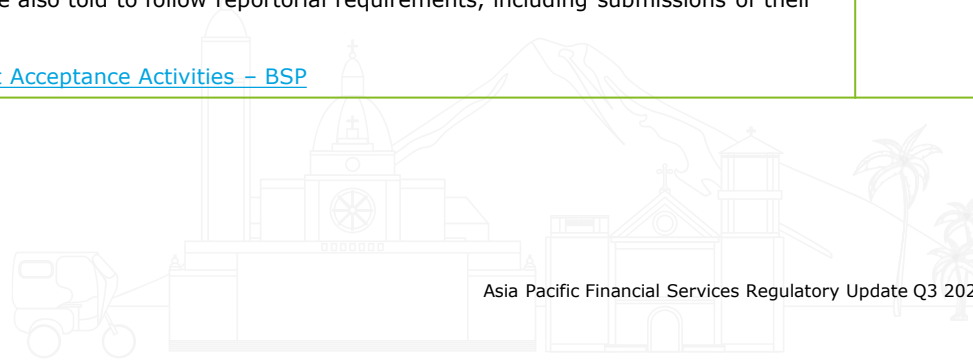 also told to follow reportorial requirements, including submissions of their
Acceptance Activities – BSP
Asia Pacific Financial Services Regulatory Update Q3